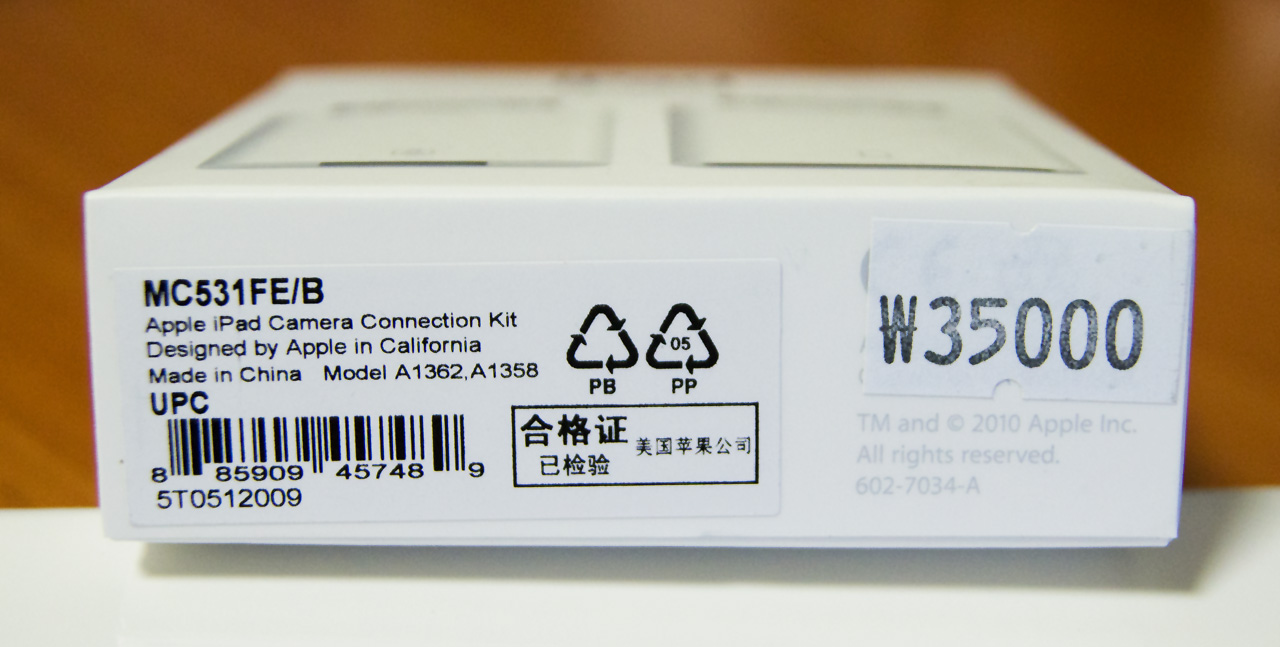 MC531FE/B
Apple iPad Camera Connection Kit
Designed by Apple in California
Made in China Model A1362,A1358
UPC
8 85909 45748 9
5T0512009
05
PB PP
合格证
已检验
美国苹果公司
₩35000
TM and © 2010 Apple Inc.
All rights reserved.
602-7034-A